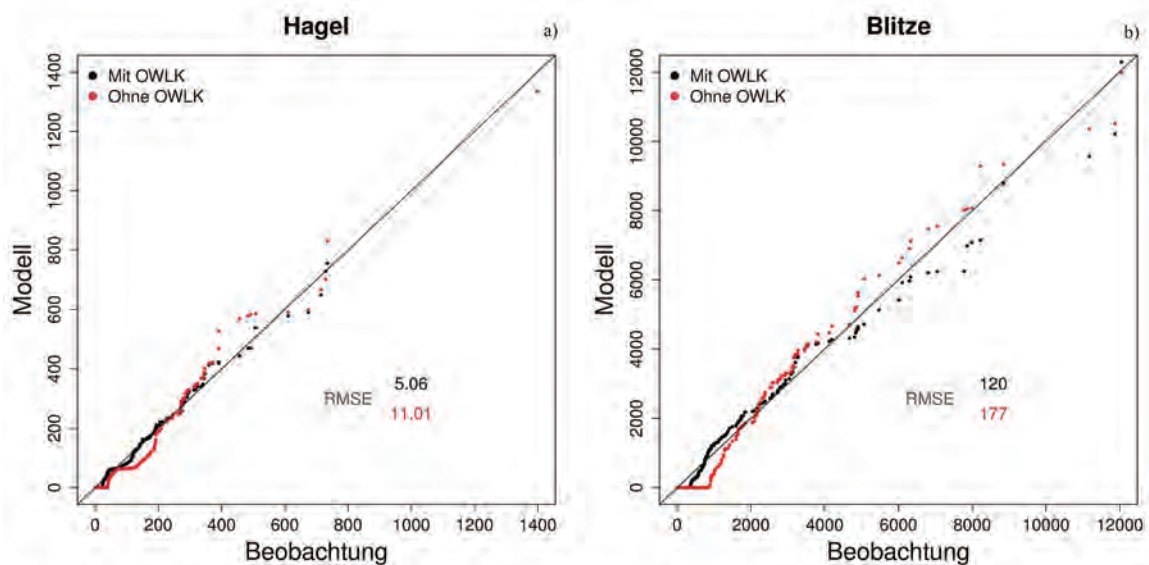 Hagel
a)
Mit OWLK
Ohne OWLK
Modell
0 200 400 600 800 1000 1200 1400
RMSE
5.06
11.01
0 200 400 600 800 1000 1200 1400
Beobachtung
Blitze
b)
Mit OWLK
Ohne OWLK
Modell
0 2000 4000 6000 8000 10000 12000
RMSE
120
177
0 2000 4000 6000 8000 10000 12000
Beobachtung